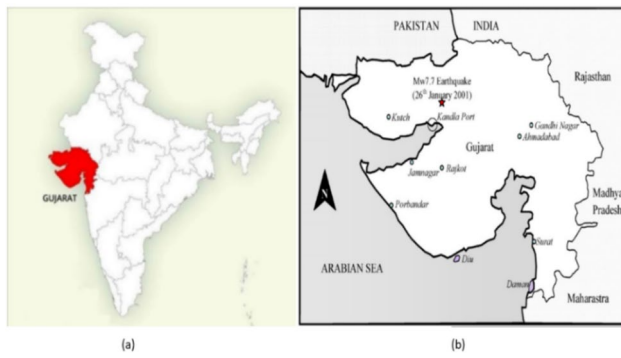 GUJARAT
(a)
PAKISTAN
INDIA
Rajasthan
Mw7.7 Earthquake
(26th January 2001)
Kutch
Kandla Port
Gandhi Nagar
Ahmadabad
Gujarat
Jamnagar
Rajkot
Madhya
Pradesh
Porbandar
Surat
ARABIAN SEA
Diu
Daman
Maharastra
N
(b)